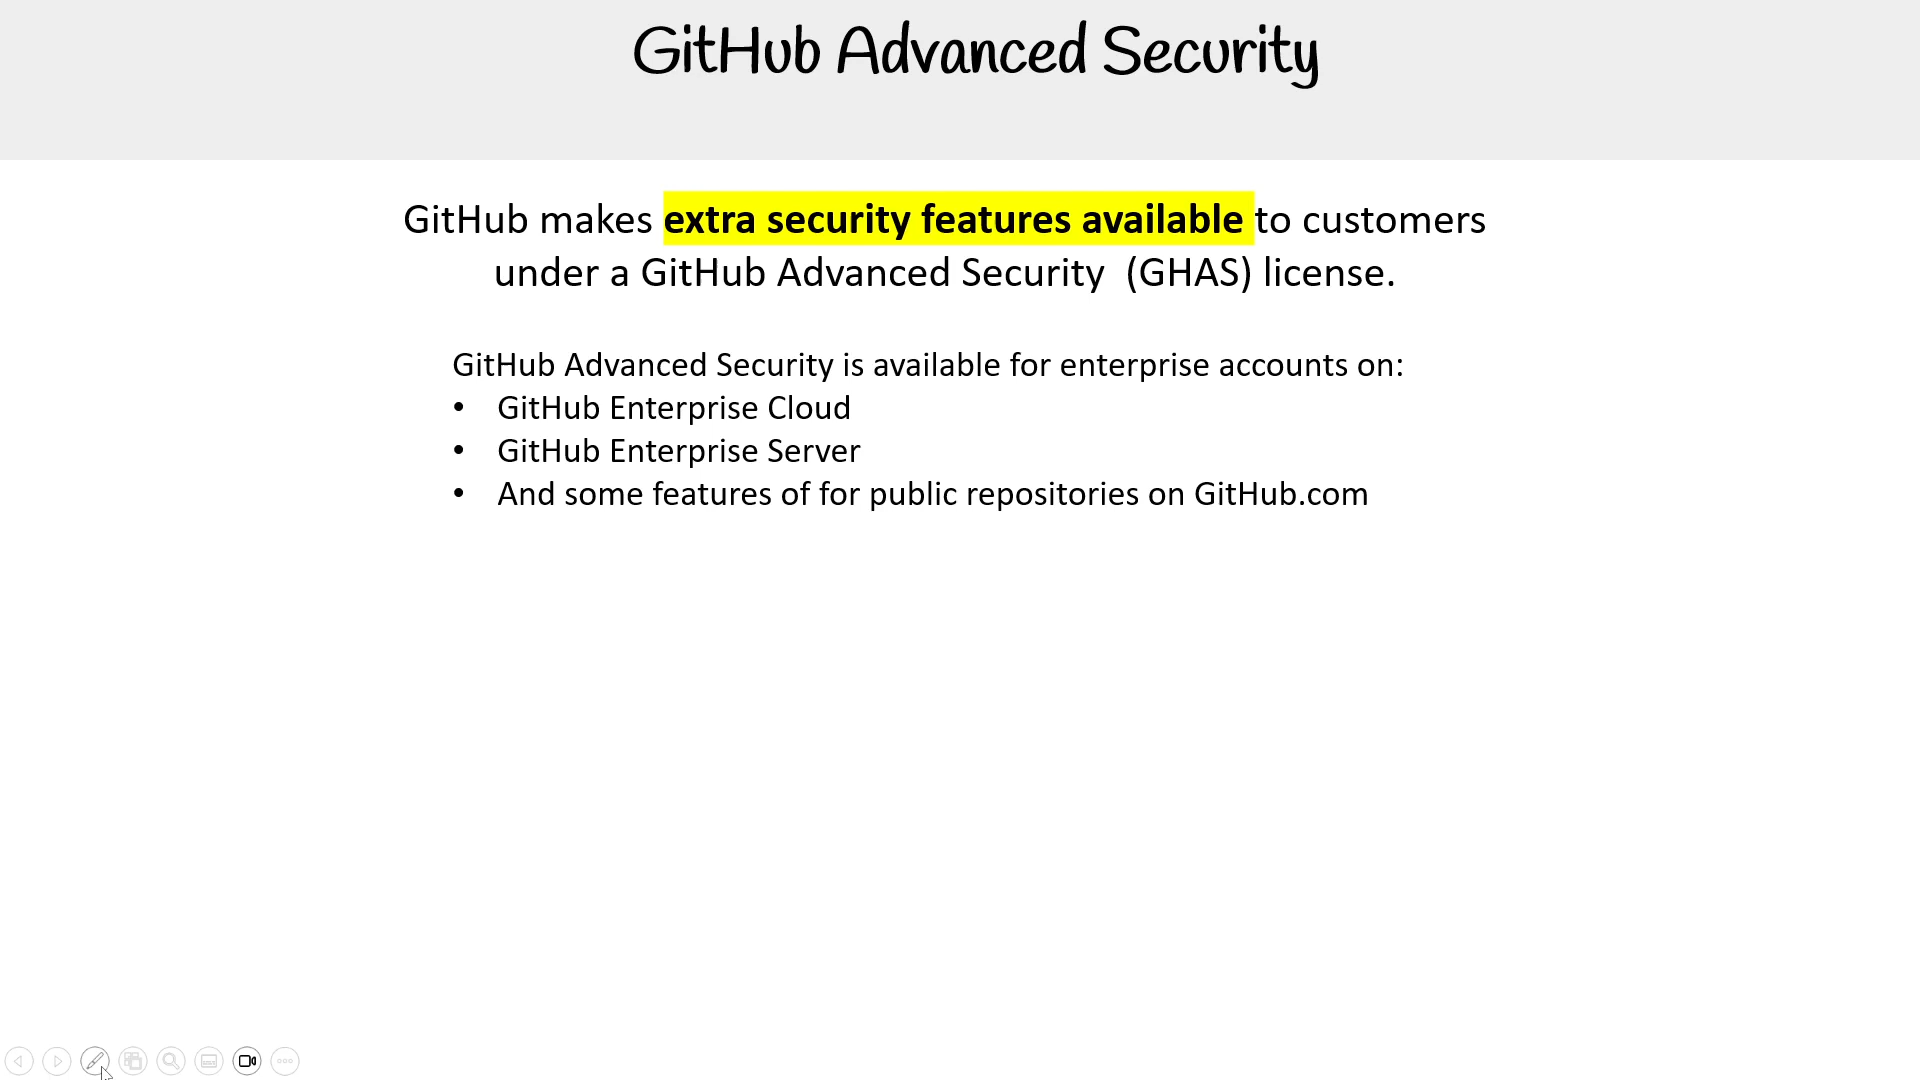 GitHub Advanced Security
GitHub makes extra security features available to customers
under a GitHub Advanced Security  (GHAS) license.
GitHub Advanced Security is available for enterprise accounts on:
• GitHub Enterprise Cloud
• GitHub Enterprise Server
• And some features of for public repositories on GitHub.com